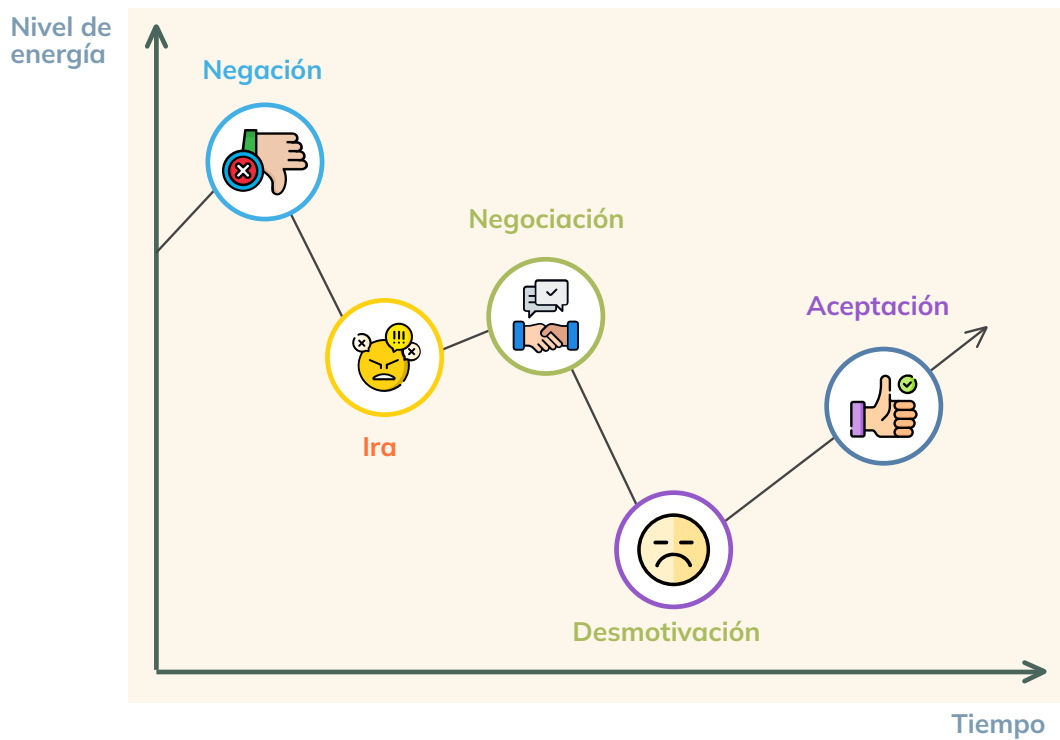 Nivel de
energía
Negación
Negociación
Aceptación
!!!
Ira
Desmotivación
Tiempo